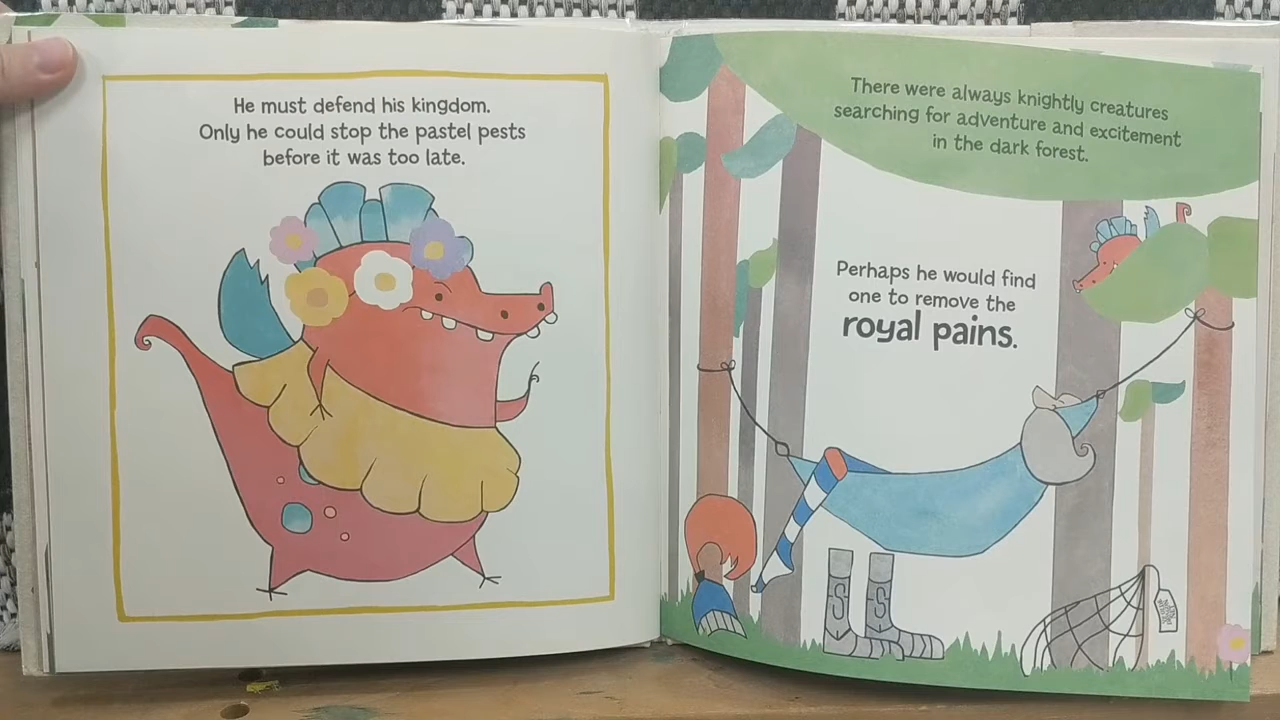 He must defend his kingdom.
Only he could stop the pastel pests
before it was too late.
There were always knightly creatures
searching for adventure and excitement
in the dark forest.
Perhaps he would find
one to remove the
royal pains.
S
S